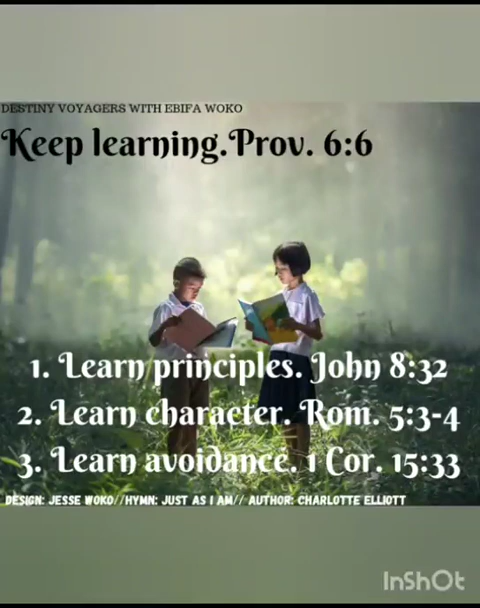 DESTINY VOYAGERS WITH EBIFA WOKO
Keep learning.Prov. 6:6
1. Learn principles. John 8:32
2. Learn character. Rom. 5:3-4
3. Learn avoidance. 1 Cor. 15:33
DESIGN: JESSE WOKO//HYMN: JUST AS I AM// AUTHOR: CHARLOTTE ELLIOTT
InShOt